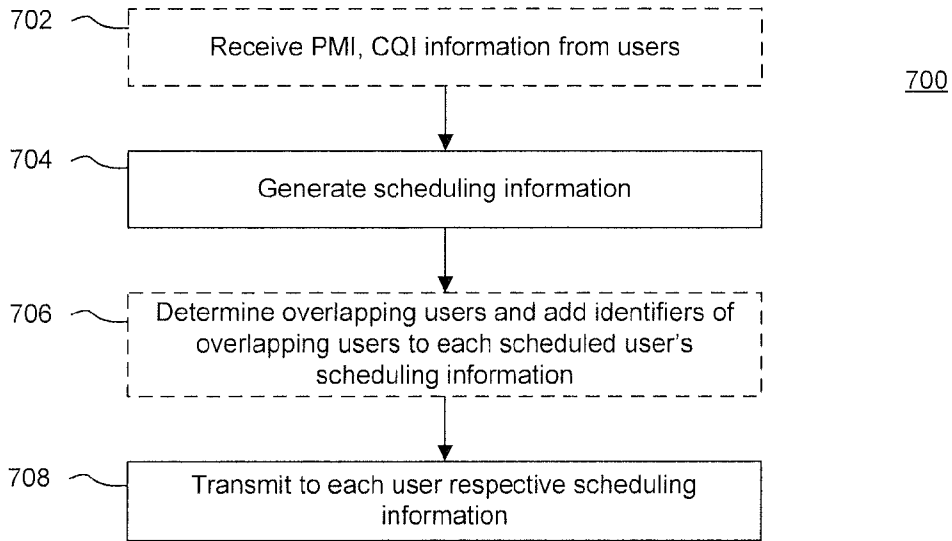 702
Receive PMI, CQI information from users
700
704
Generate scheduling information
706
Determine overlapping users and add identifiers of
overlapping users to each scheduled user's
scheduling information
708
Transmit to each user respective scheduling
information